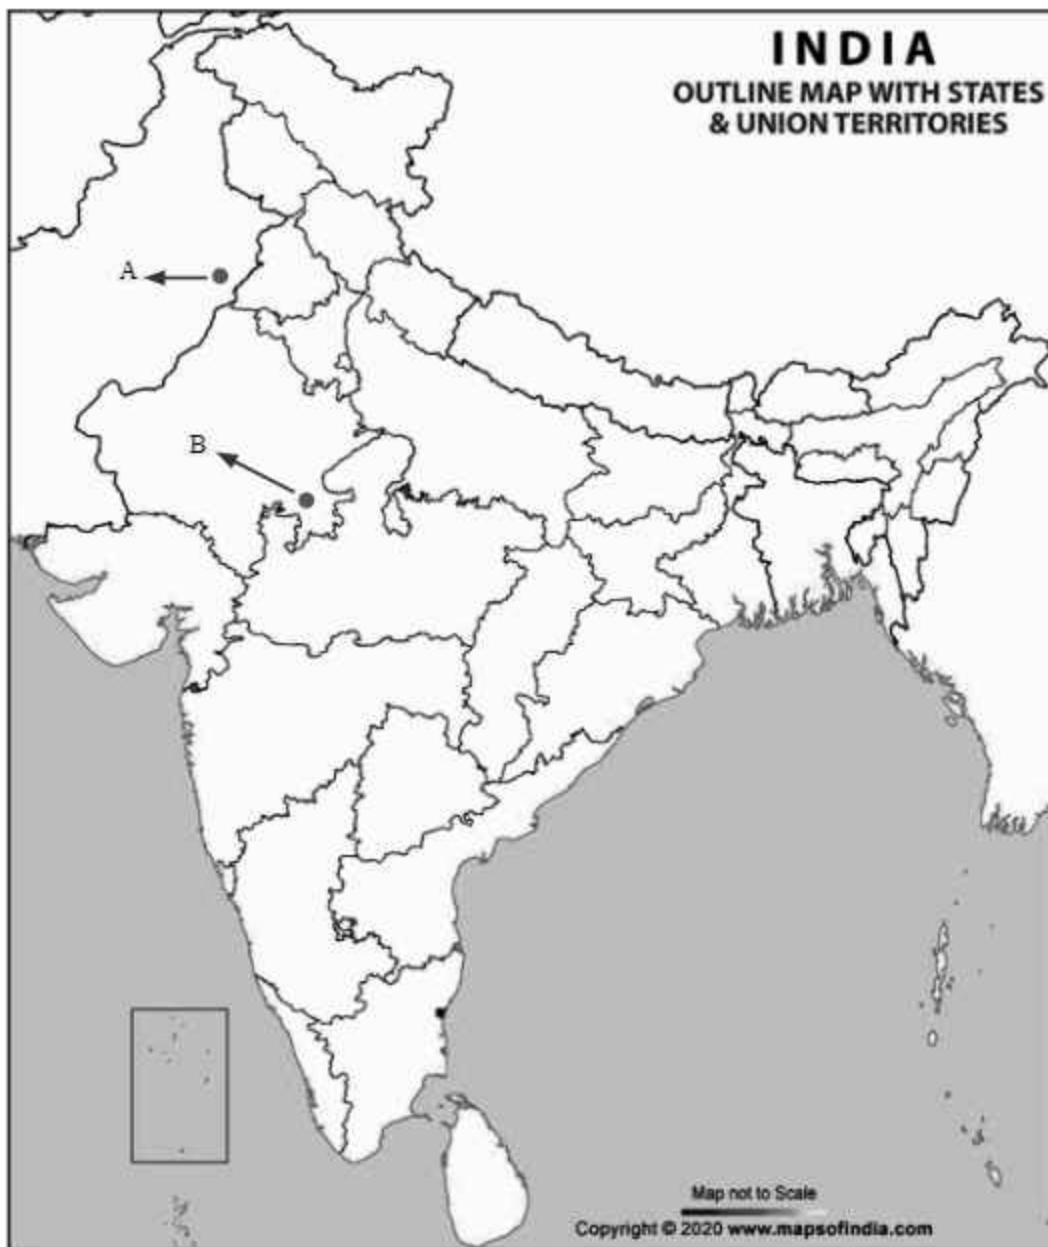 INDIA
OUTLINE MAP WITH STATES
& UNION TERRITORIES
A
B
Map not to Scale
Copyright © 2020 www.mapsofindia.com